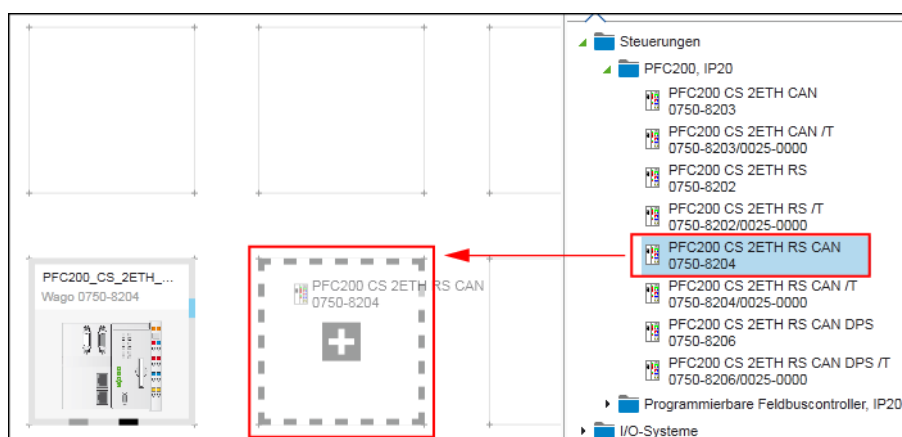 Steuerungen
PFC200, IP20
PFC200 CS 2ETH CAN
0750-8203
PFC200 CS 2ETH CAN /T
0750-8203/0025-0000
PFC200 CS 2ETH RS
0750-8202
PFC200 CS 2ETH RS /T
0750-8202/0025-0000
PFC200 CS 2ETH RS CAN
0750-8204
PFC200 CS 2ETH RS CAN /T
0750-8204/0025-0000
PFC200 CS 2ETH RS CAN DPS
0750-8206
PFC200 CS 2ETH RS CAN DPS /T
0750-8206/0025-0000
Programmierbare Feldbuscontroller, IP20
I/O-Systeme
PFC200_CS_2ETH_...
Wago 0750-8204
wago
PFC200 CS 2ETH RS CAN
0750-8204